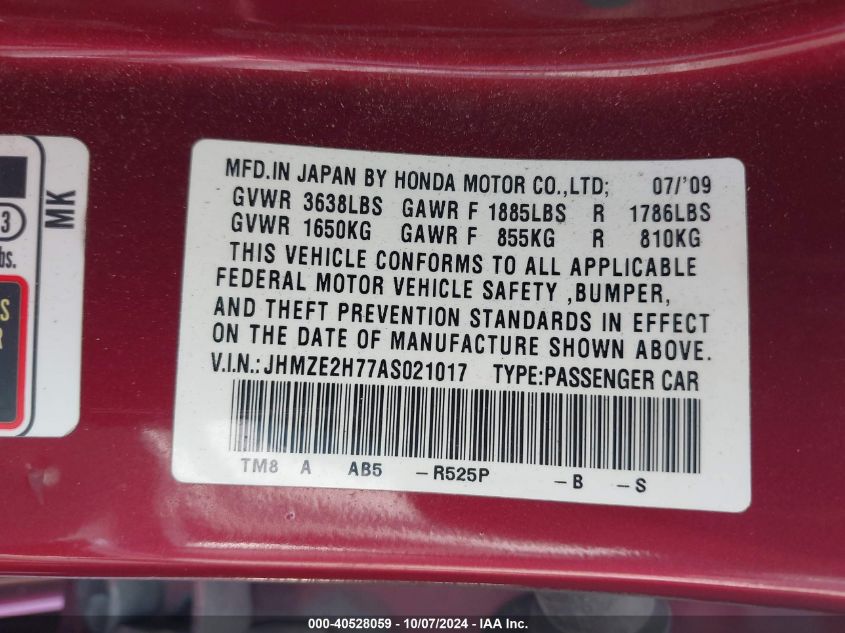 MFD.IN JAPAN BY HONDA MOTOR CO.,LTD; 07/'09
GVWR 3638LBS GAWR F 1885LBS R 1786LBS
GVWR 1650KG GAWR F 855KG R 810KG
THIS VEHICLE CONFORMS TO ALL APPLICABLE
FEDERAL MOTOR VEHICLE SAFETY ,BUMPER,
AND THEFT PREVENTION STANDARDS IN EFFECT
ON THE DATE OF MANUFACTURE SHOWN ABOVE.
V.I.N.: JHMZE2H77AS021017 TYPE:PASSENGER CAR
TM8 A AB5 -R525P -B -S
MK
3
bs.
S
R
000-40528059 - 10/07/2024 - IAA Inc.